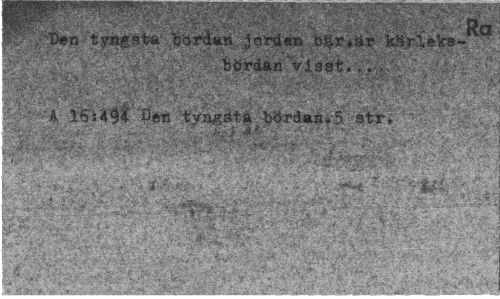 Ra
Den tyngsta bördan jorden bär,är kärleks-
bördan visst...
A 16:494 Den tyngsta bördan.5 str.